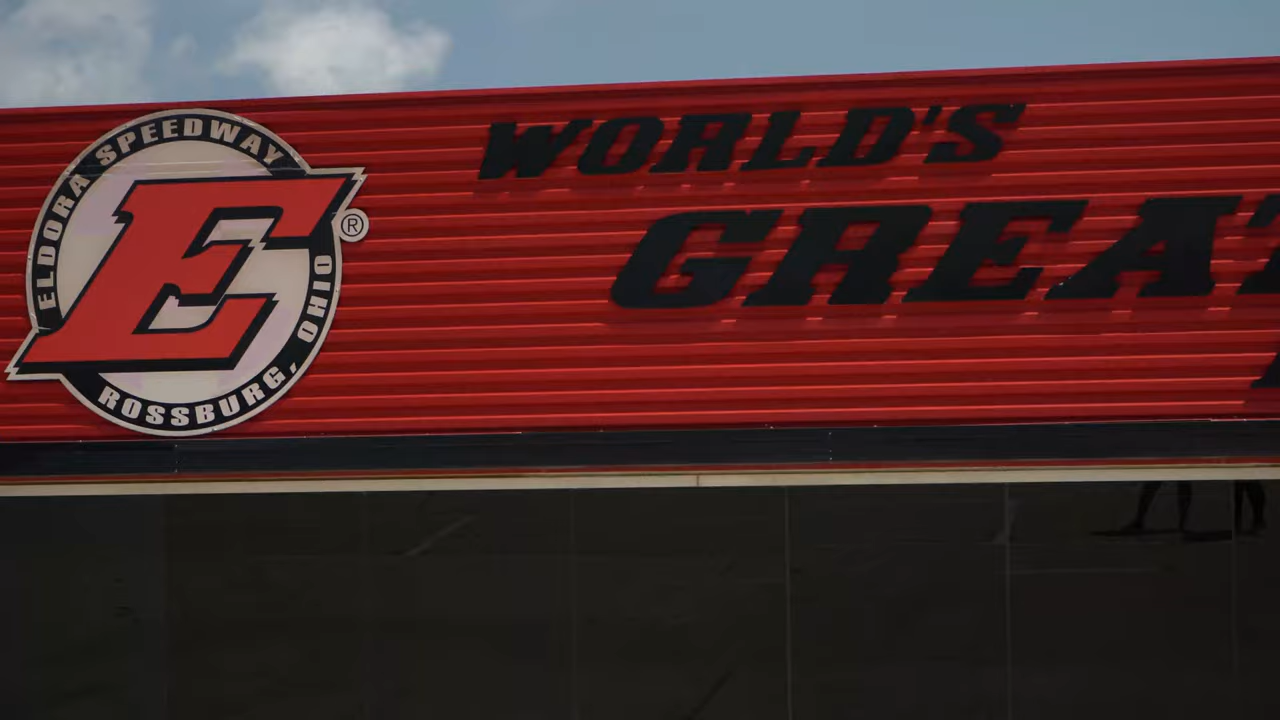 ELDORA SPEEDWAY
E
®
ROSSBURG, OHIO
WORLD'S
GREAT